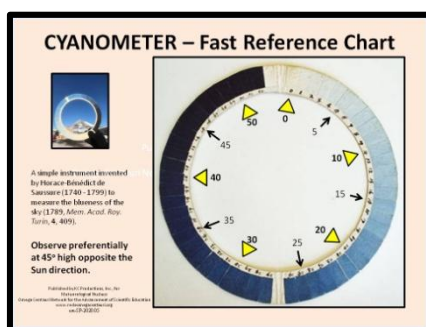 CYANOMETER – Fast Reference Chart
A simple instrument invented
by Horace-Bénédict de
Saussure (1740 - 1799) to
measure the blueness of the
sky (1789, Mem. Acad. Roy.
Turin, 4, 409).
Observe preferentially
at 45º high opposite the
Sun direction.
Meteorological
50
0
5
45
10
40
15
35
20
30
25